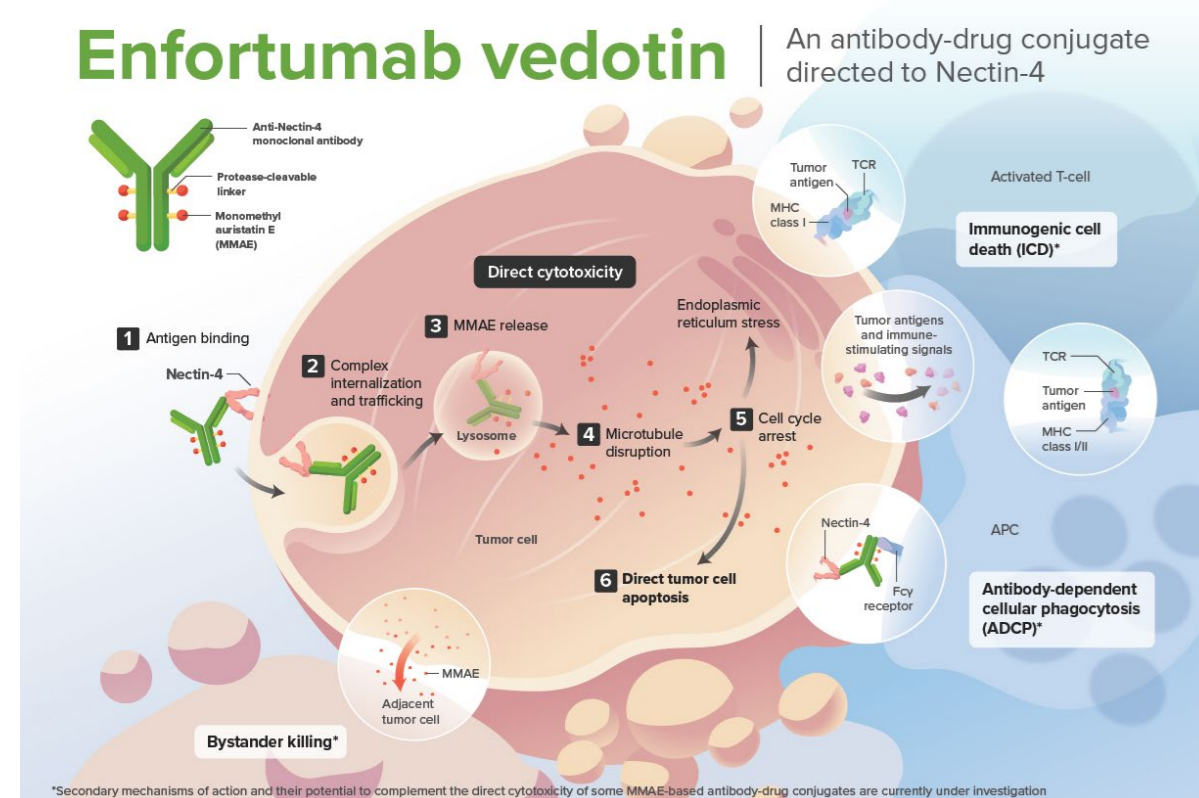 Enfortumab vedotin
An antibody-drug conjugate
directed to Nectin-4
Anti-Nectin-4
monoclonal antibody
Protease-cleavable
linker
Monomethyl
auristatin E
(MMAE)
Direct cytotoxicity
1 Antigen binding
Nectin-4
2 Complex
internalization
and trafficking
3 MMAE release
Lysosome
4 Microtubule
disruption
5 Cell cycle
arrest
Endoplasmic
reticulum stress
6 Direct tumor cell
apoptosis
Tumor cell
Tumor
antigen
TCR
MHC
class I
Activated T-cell
Immunogenic cell
death (ICD)*
Tumor antigens
and immune-
stimulating signals
TCR
Tumor
antigen
MHC
class I/II
Nectin-4
Fcγ
receptor
APC
Antibody-dependent
cellular phagocytosis
(ADCP)*
MMAE
Adjacent
tumor cell
Bystander killing*
*Secondary mechanisms of action and their potential to complement the direct cytotoxicity of some MMAE-based antibody-drug conjugates are currently under investigation